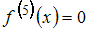 f⁽⁵⁾(x) = 0